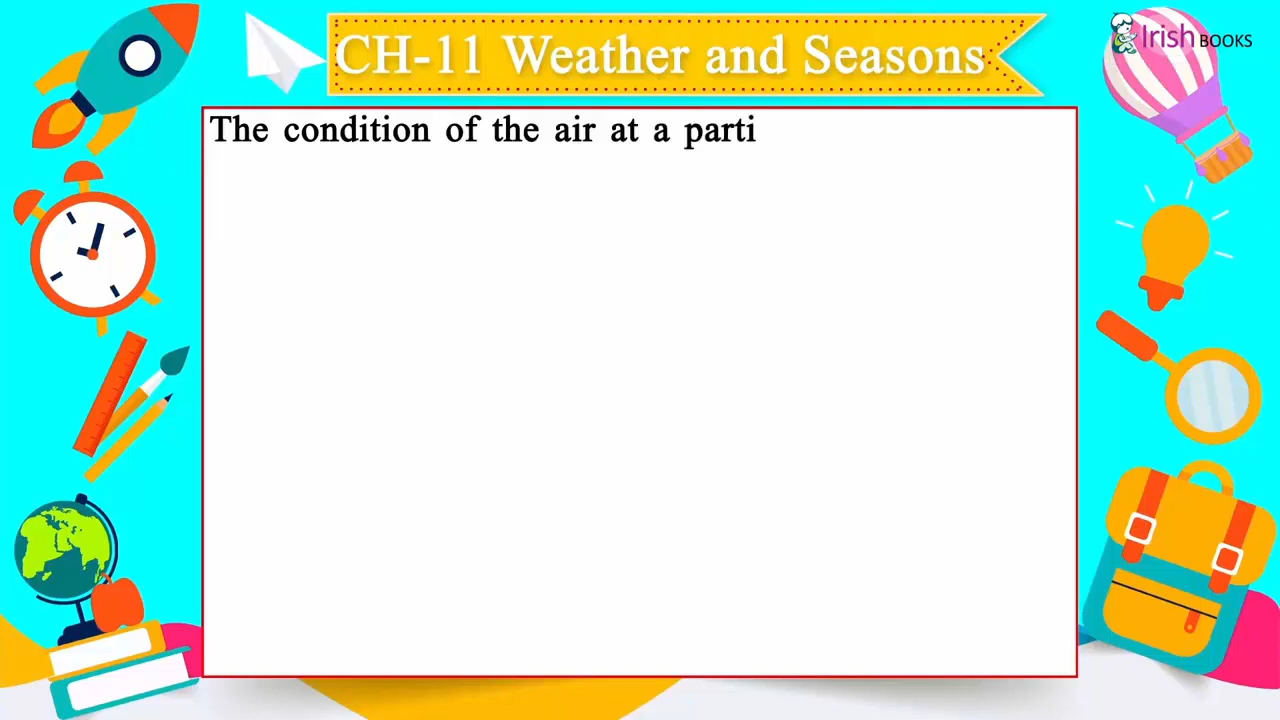 CH-11 Weather and Seasons
Irish BOOKS
The condition of the air at a parti